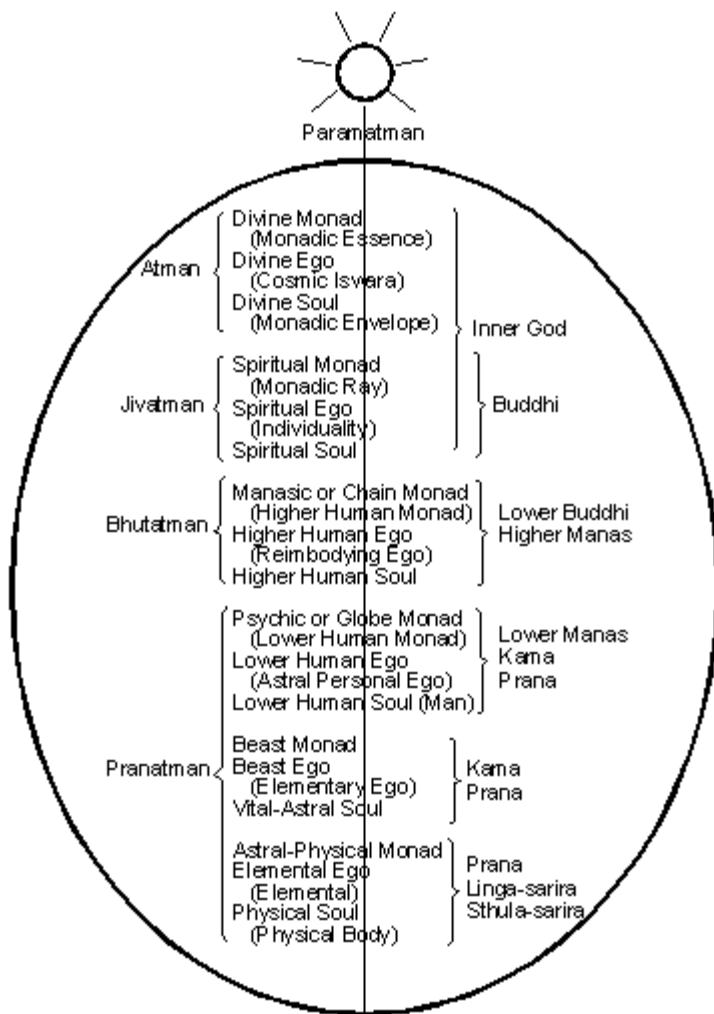 Paramatman
Atman
Divine Monad
(Monadic Essence)
Divine Ego
(Cosmic Iswara)
Divine Soul
(Monadic Envelope)
Inner God
Jivatman
Spiritual Monad
(Monadic Ray)
Spiritual Ego
(Individuality)
Spiritual Soul
Buddhi
Bhutatman
Manasic or Chain Monad
(Higher Human Monad)
Higher Human Ego
(Reimbodying Ego)
Higher Human Soul
Lower Buddhi
Higher Manas
Pranatman
Psychic or Globe Monad
(Lower Human Monad)
Lower Human Ego
(Astral Personal Ego)
Lower Human Soul (Man)
Lower Manas
Kama
Prana
Beast Monad
Beast Ego
(Elementary Ego)
Vital-Astral Soul
Kama
Prana
Astral-Physical Monad
Elemental Ego
(Elemental)
Physical Soul
(Physical Body)
Prana
Linga-sarira
Sthula-sarira